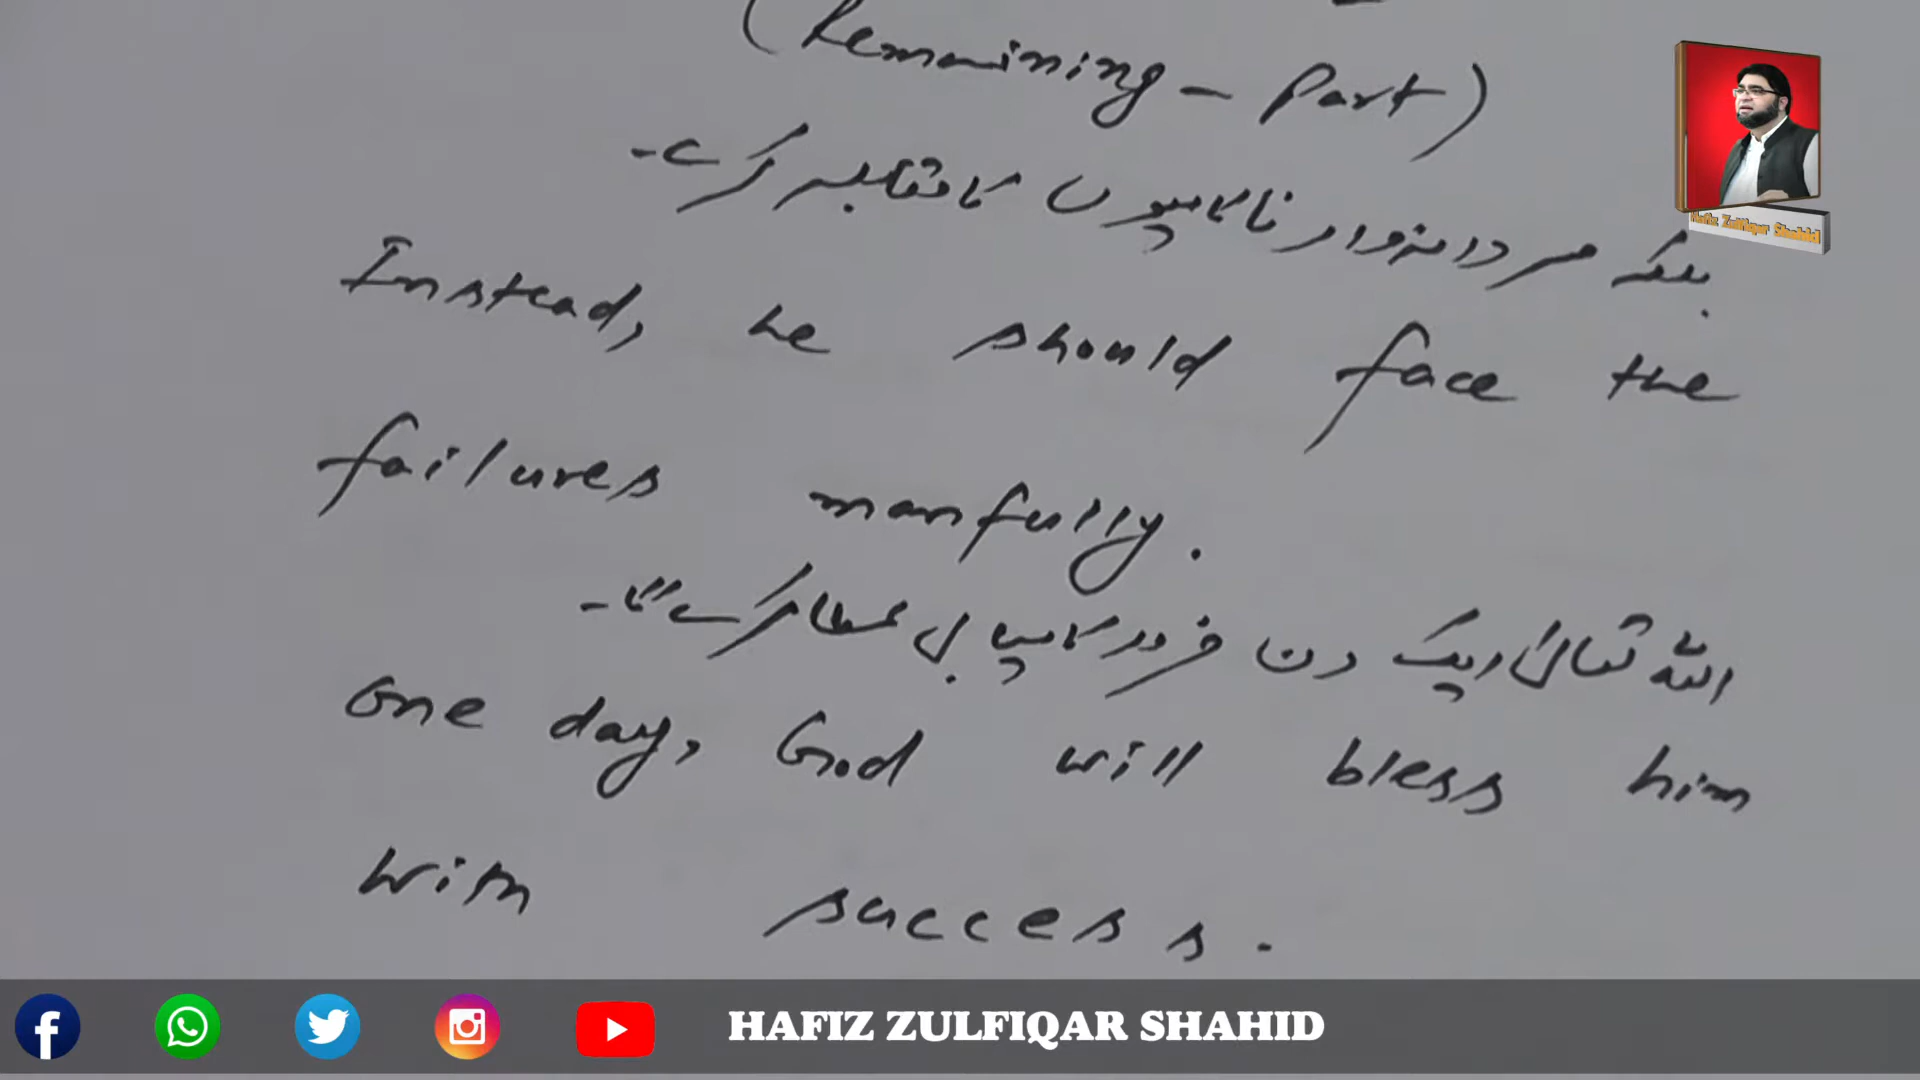 (Remaining - Part)
بلکہ مردانہ وار ناکامیوں کا مقابلہ کرے۔
Instead, he should face the
failures manfully.
اللہ تعالیٰ ایک دن ضرور کامیابی عطا کرے گا۔
One day, God will bless him
with success.
Hafiz Zulfiqar Shahid
HAFIZ ZULFIQAR SHAHID